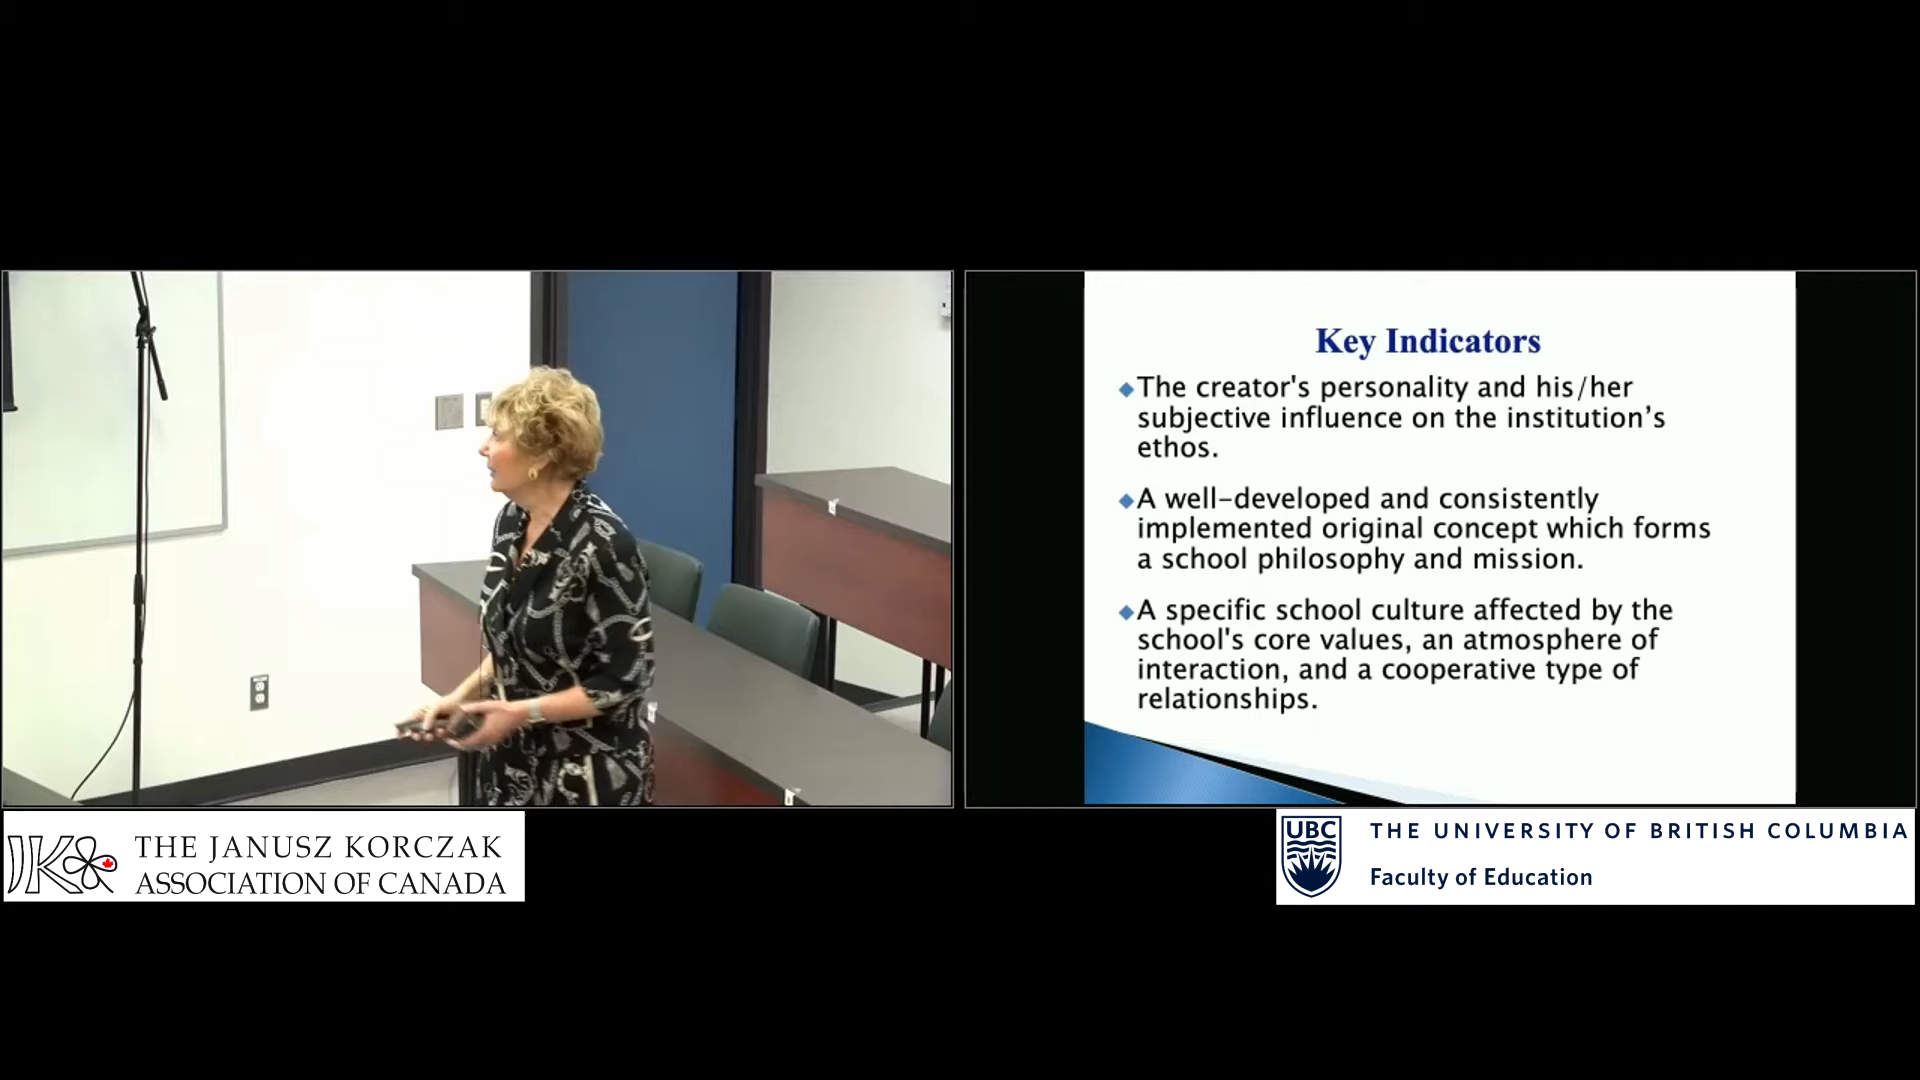 Key Indicators
The creator's personality and his/her
subjective influence on the institution’s
ethos.
A well-developed and consistently
implemented original concept which forms
a school philosophy and mission.
A specific school culture affected by the
school's core values, an atmosphere of
interaction, and a cooperative type of
relationships.
JK
THE JANUSZ KORCZAK
ASSOCIATION OF CANADA
UBC
THE UNIVERSITY OF BRITISH COLUMBIA
Faculty of Education